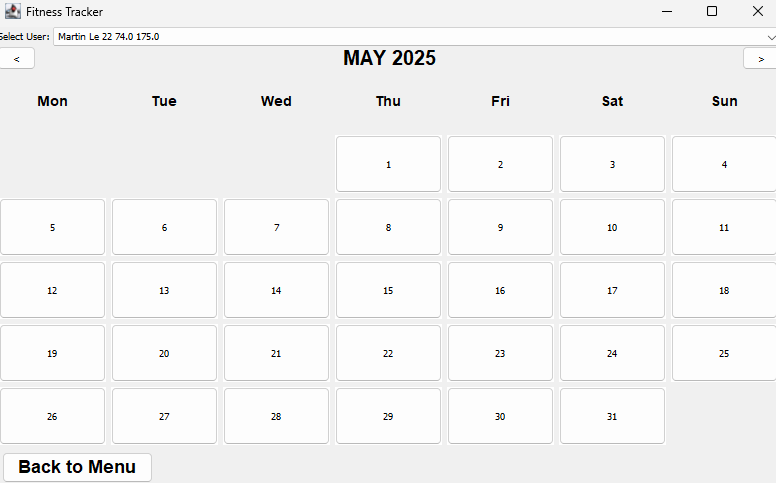 Fitness Tracker
Select User: Martin Le 22 74.0 175.0
< MAY 2025 >
Mon Tue Wed Thu Fri Sat Sun
1 2 3 4
5 6 7 8 9 10 11
12 13 14 15 16 17 18
19 20 21 22 23 24 25
26 27 28 29 30 31
Back to Menu